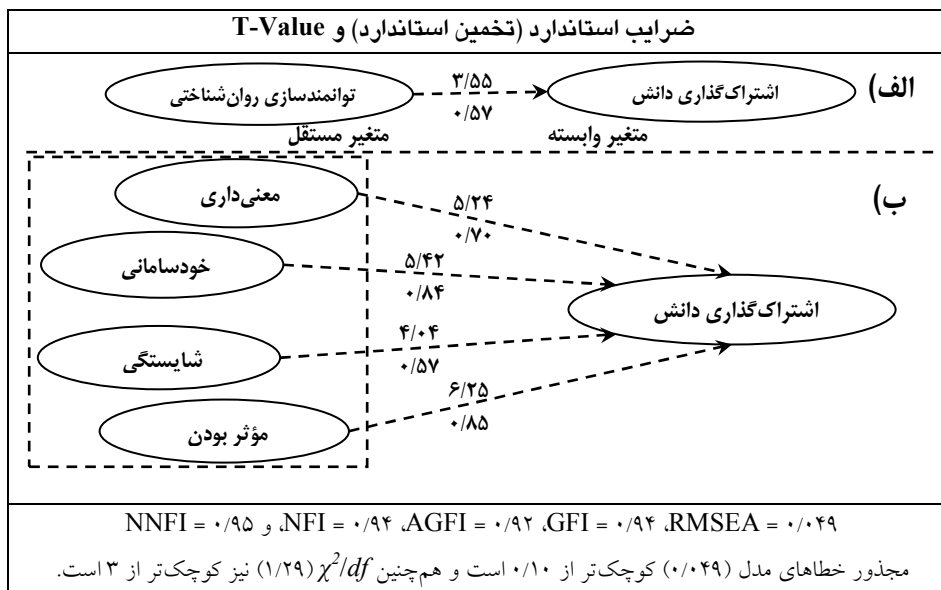 ضرایب استاندارد (تخمین استاندارد) و T-Value
الف)
اشتراک‌گذاری دانش
۳/۵۵
۰/۵۷
توانمندسازی روان‌شناختی
متغیر وابسته
متغیر مستقل
ب)
معنی‌داری
۵/۲۴
۰/۷۰
خودسامانی
۵/۴۲
۰/۸۴
اشتراک‌گذاری دانش
شایستگی
۴/۰۴
۰/۵۷
مؤثر بودن
۶/۲۵
۰/۸۵
RMSEA = ۰/۰۴۹، GFI = ۰/۹۴، AGFI = ۰/۹۲، NFI = ۰/۹۴، و NNFI = ۰/۹۵
مجذور خطاهای مدل (۰/۰۴۹) کوچک‌تر از ۰/۱۰ است و هم‌چنین χ²/df (۱/۲۹) نیز کوچک‌تر از ۳ است.